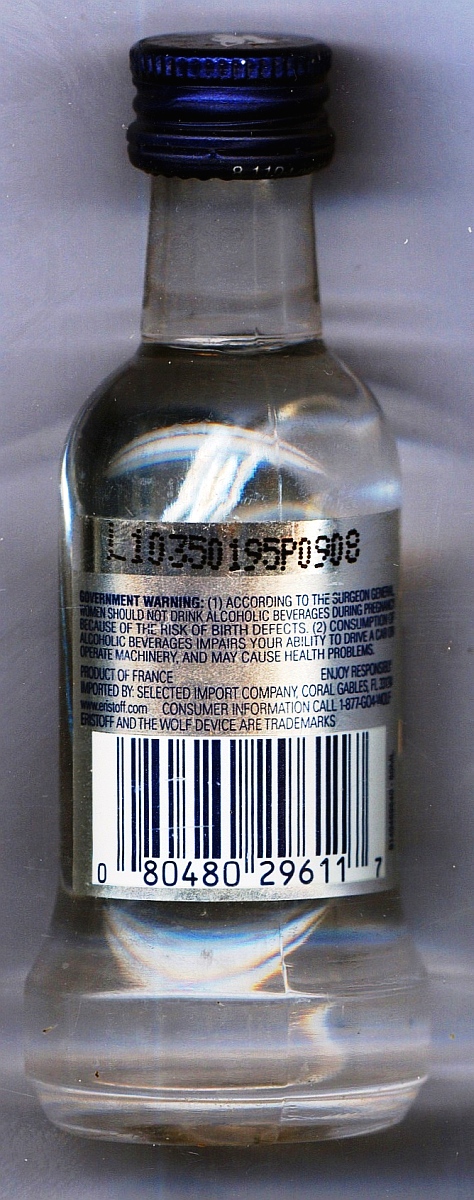 L10350195P0908
GOVERNMENT WARNING: (1) ACCORDING TO THE SURGEON GENERAL,
WOMEN SHOULD NOT DRINK ALCOHOLIC BEVERAGES DURING PREGNANCY
BECAUSE OF THE RISK OF BIRTH DEFECTS. (2) CONSUMPTION OF
ALCOHOLIC BEVERAGES IMPAIRS YOUR ABILITY TO DRIVE A CAR OR
OPERATE MACHINERY, AND MAY CAUSE HEALTH PROBLEMS.
PRODUCT OF FRANCE ENJOY RESPONSIBLY
IMPORTED BY: SELECTED IMPORT COMPANY, CORAL GABLES, FL
www.eristoff.com CONSUMER INFORMATION CALL 1-877-GO4-WOLF
ERISTOFF AND THE WOLF DEVICE ARE TRADEMARKS
0 80480 29611 7